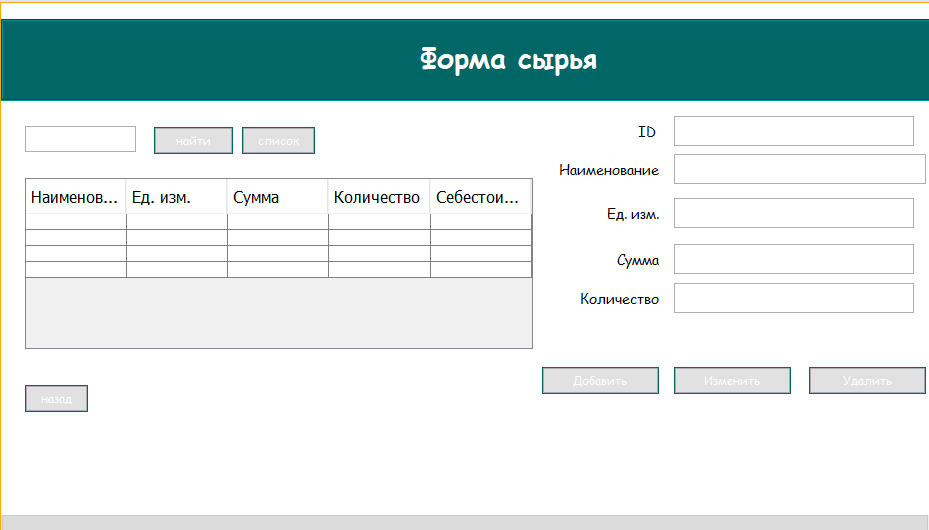 Форма сырья
найти список
ID
Наименование
Наименов... Ед. изм. Сумма Количество Себестои...
Ед. изм.
Сумма
Количество
Добавить Изменить Удалить
назад